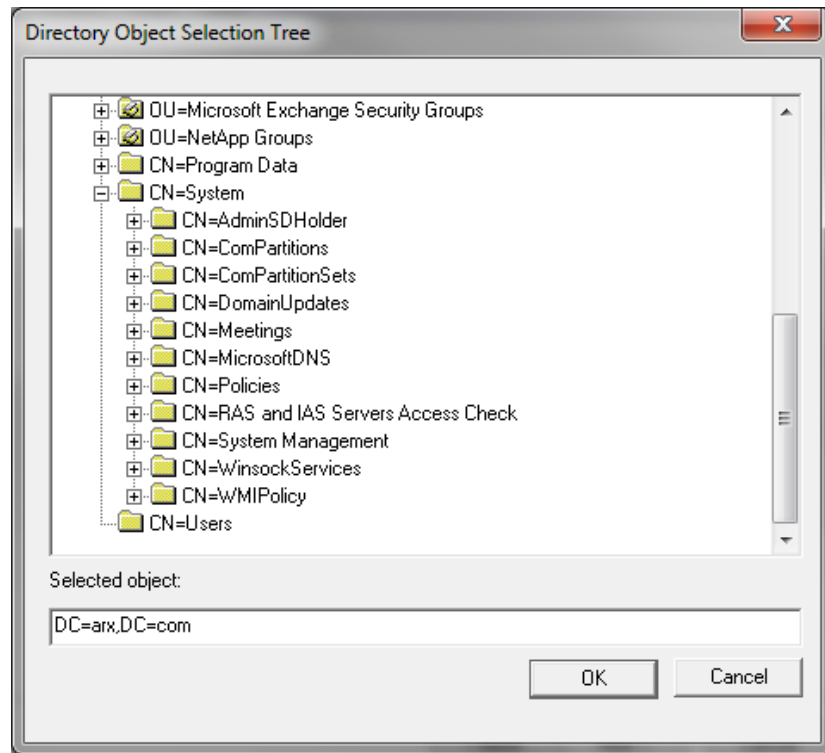 Directory Object Selection Tree
OU=Microsoft Exchange Security Groups
OU=NetApp Groups
CN=Program Data
CN=System
CN=AdminSDHolder
CN=ComPartitions
CN=ComPartitionSets
CN=DomainUpdates
CN=Meetings
CN=MicrosoftDNS
CN=Policies
CN=RAS and IAS Servers Access Check
CN=System Management
CN=WinsockServices
CN=WMIPolicy
CN=Users
Selected object:
DC=arx,DC=com
OK Cancel